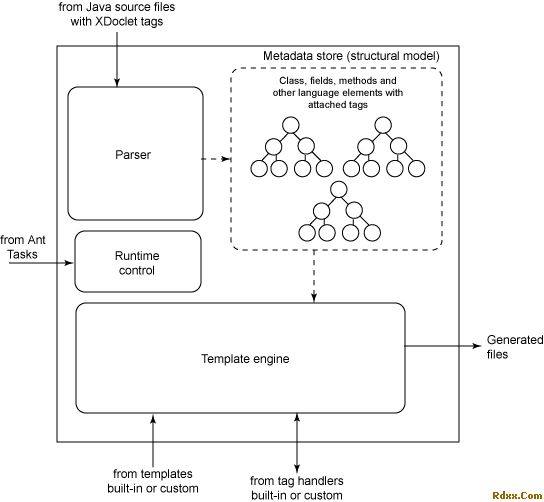 from Java source files
with XDoclet tags
Metadata store (structural model)
Class, fields, methods and
other language elements with
attached tags
Parser
from Ant
Tasks
Runtime
control
Template engine
Generated
files
from templates
built-in or custom
from tag handlers
built-in or custom
Rdxx.Com